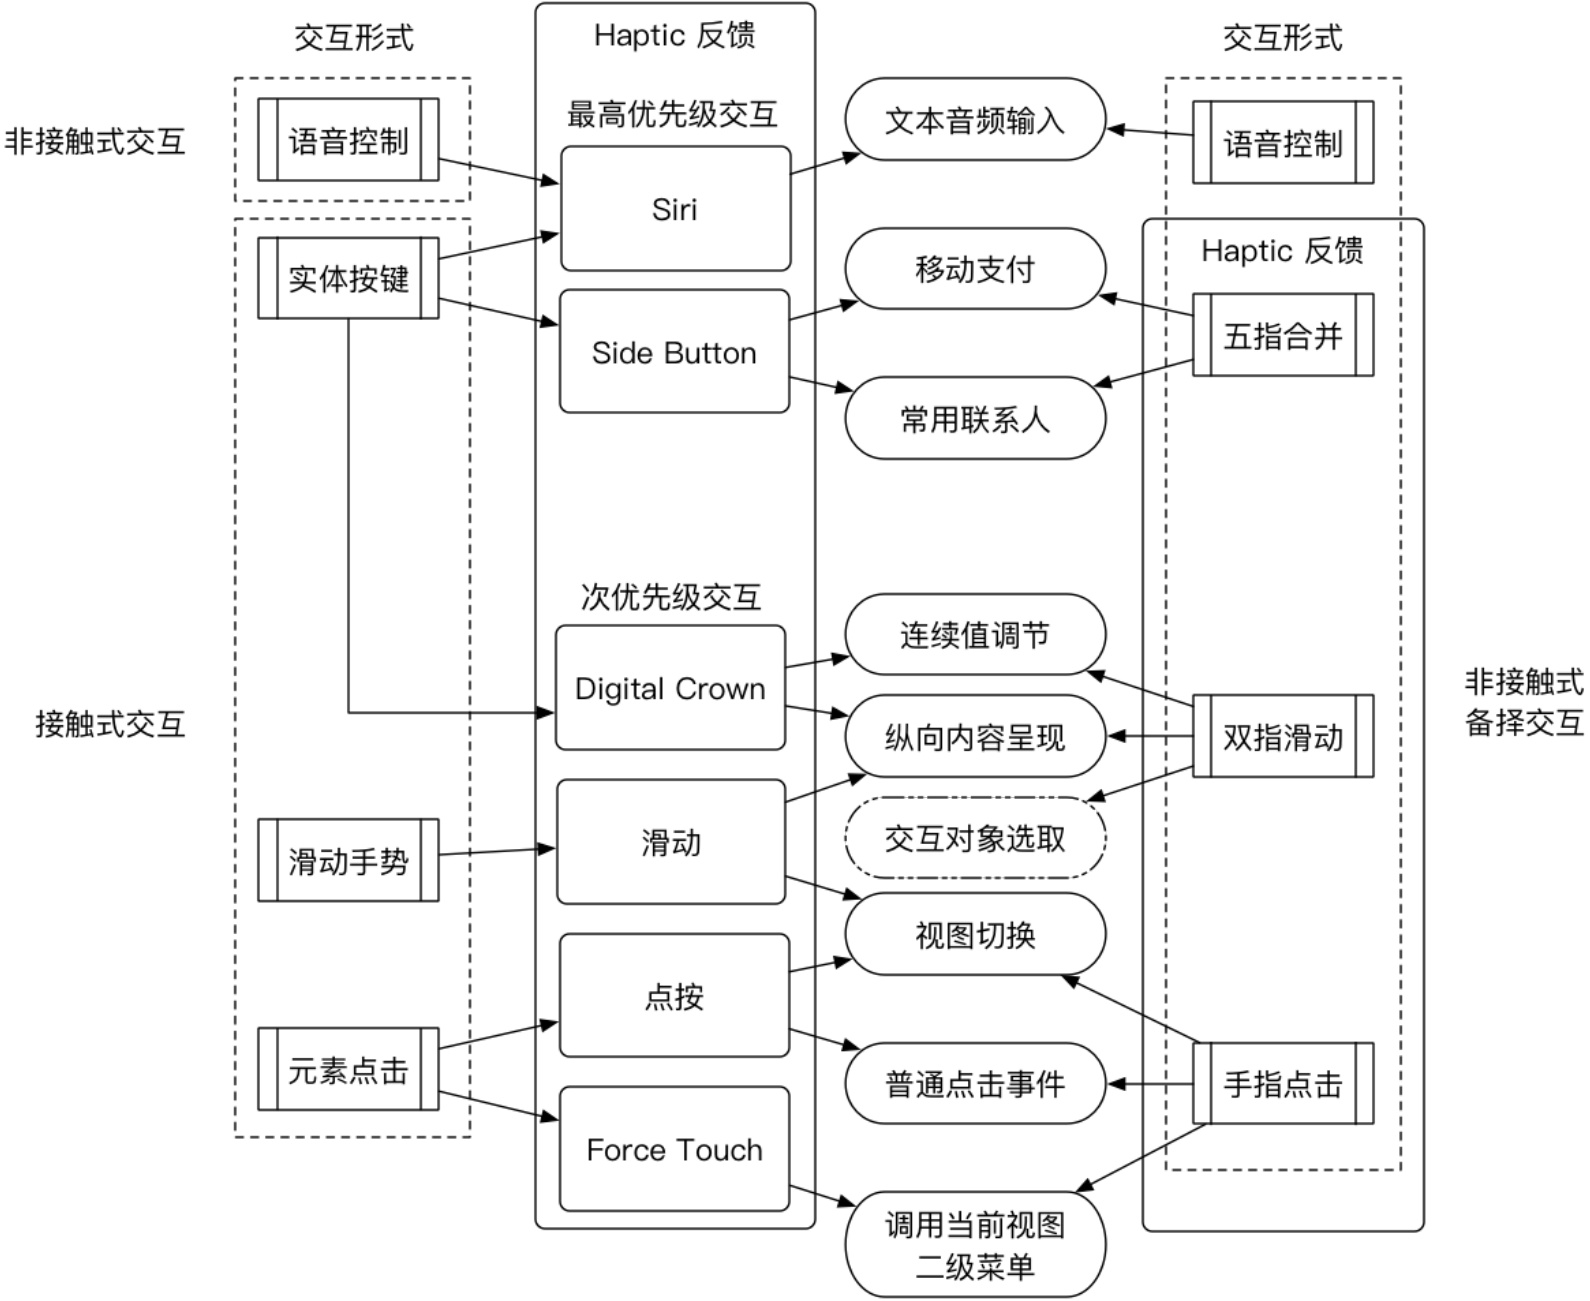 交互形式
Haptic 反馈
交互形式
非接触式交互
语音控制
最高优先级交互
文本音频输入
语音控制
Siri
实体按键
移动支付
Haptic 反馈
Side Button
五指合并
常用联系人
次优先级交互
连续值调节
Digital Crown
接触式交互
纵向内容呈现
双指滑动
非接触式
备择交互
滑动手势
滑动
交互对象选取
视图切换
点按
元素点击
普通点击事件
手指点击
Force Touch
调用当前视图
二级菜单